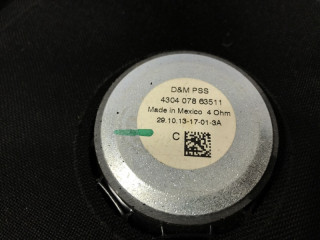 D&M PSS
4304 078 63511
Made in Mexico 4 Ohm
29.10.13-17-01-3A
C